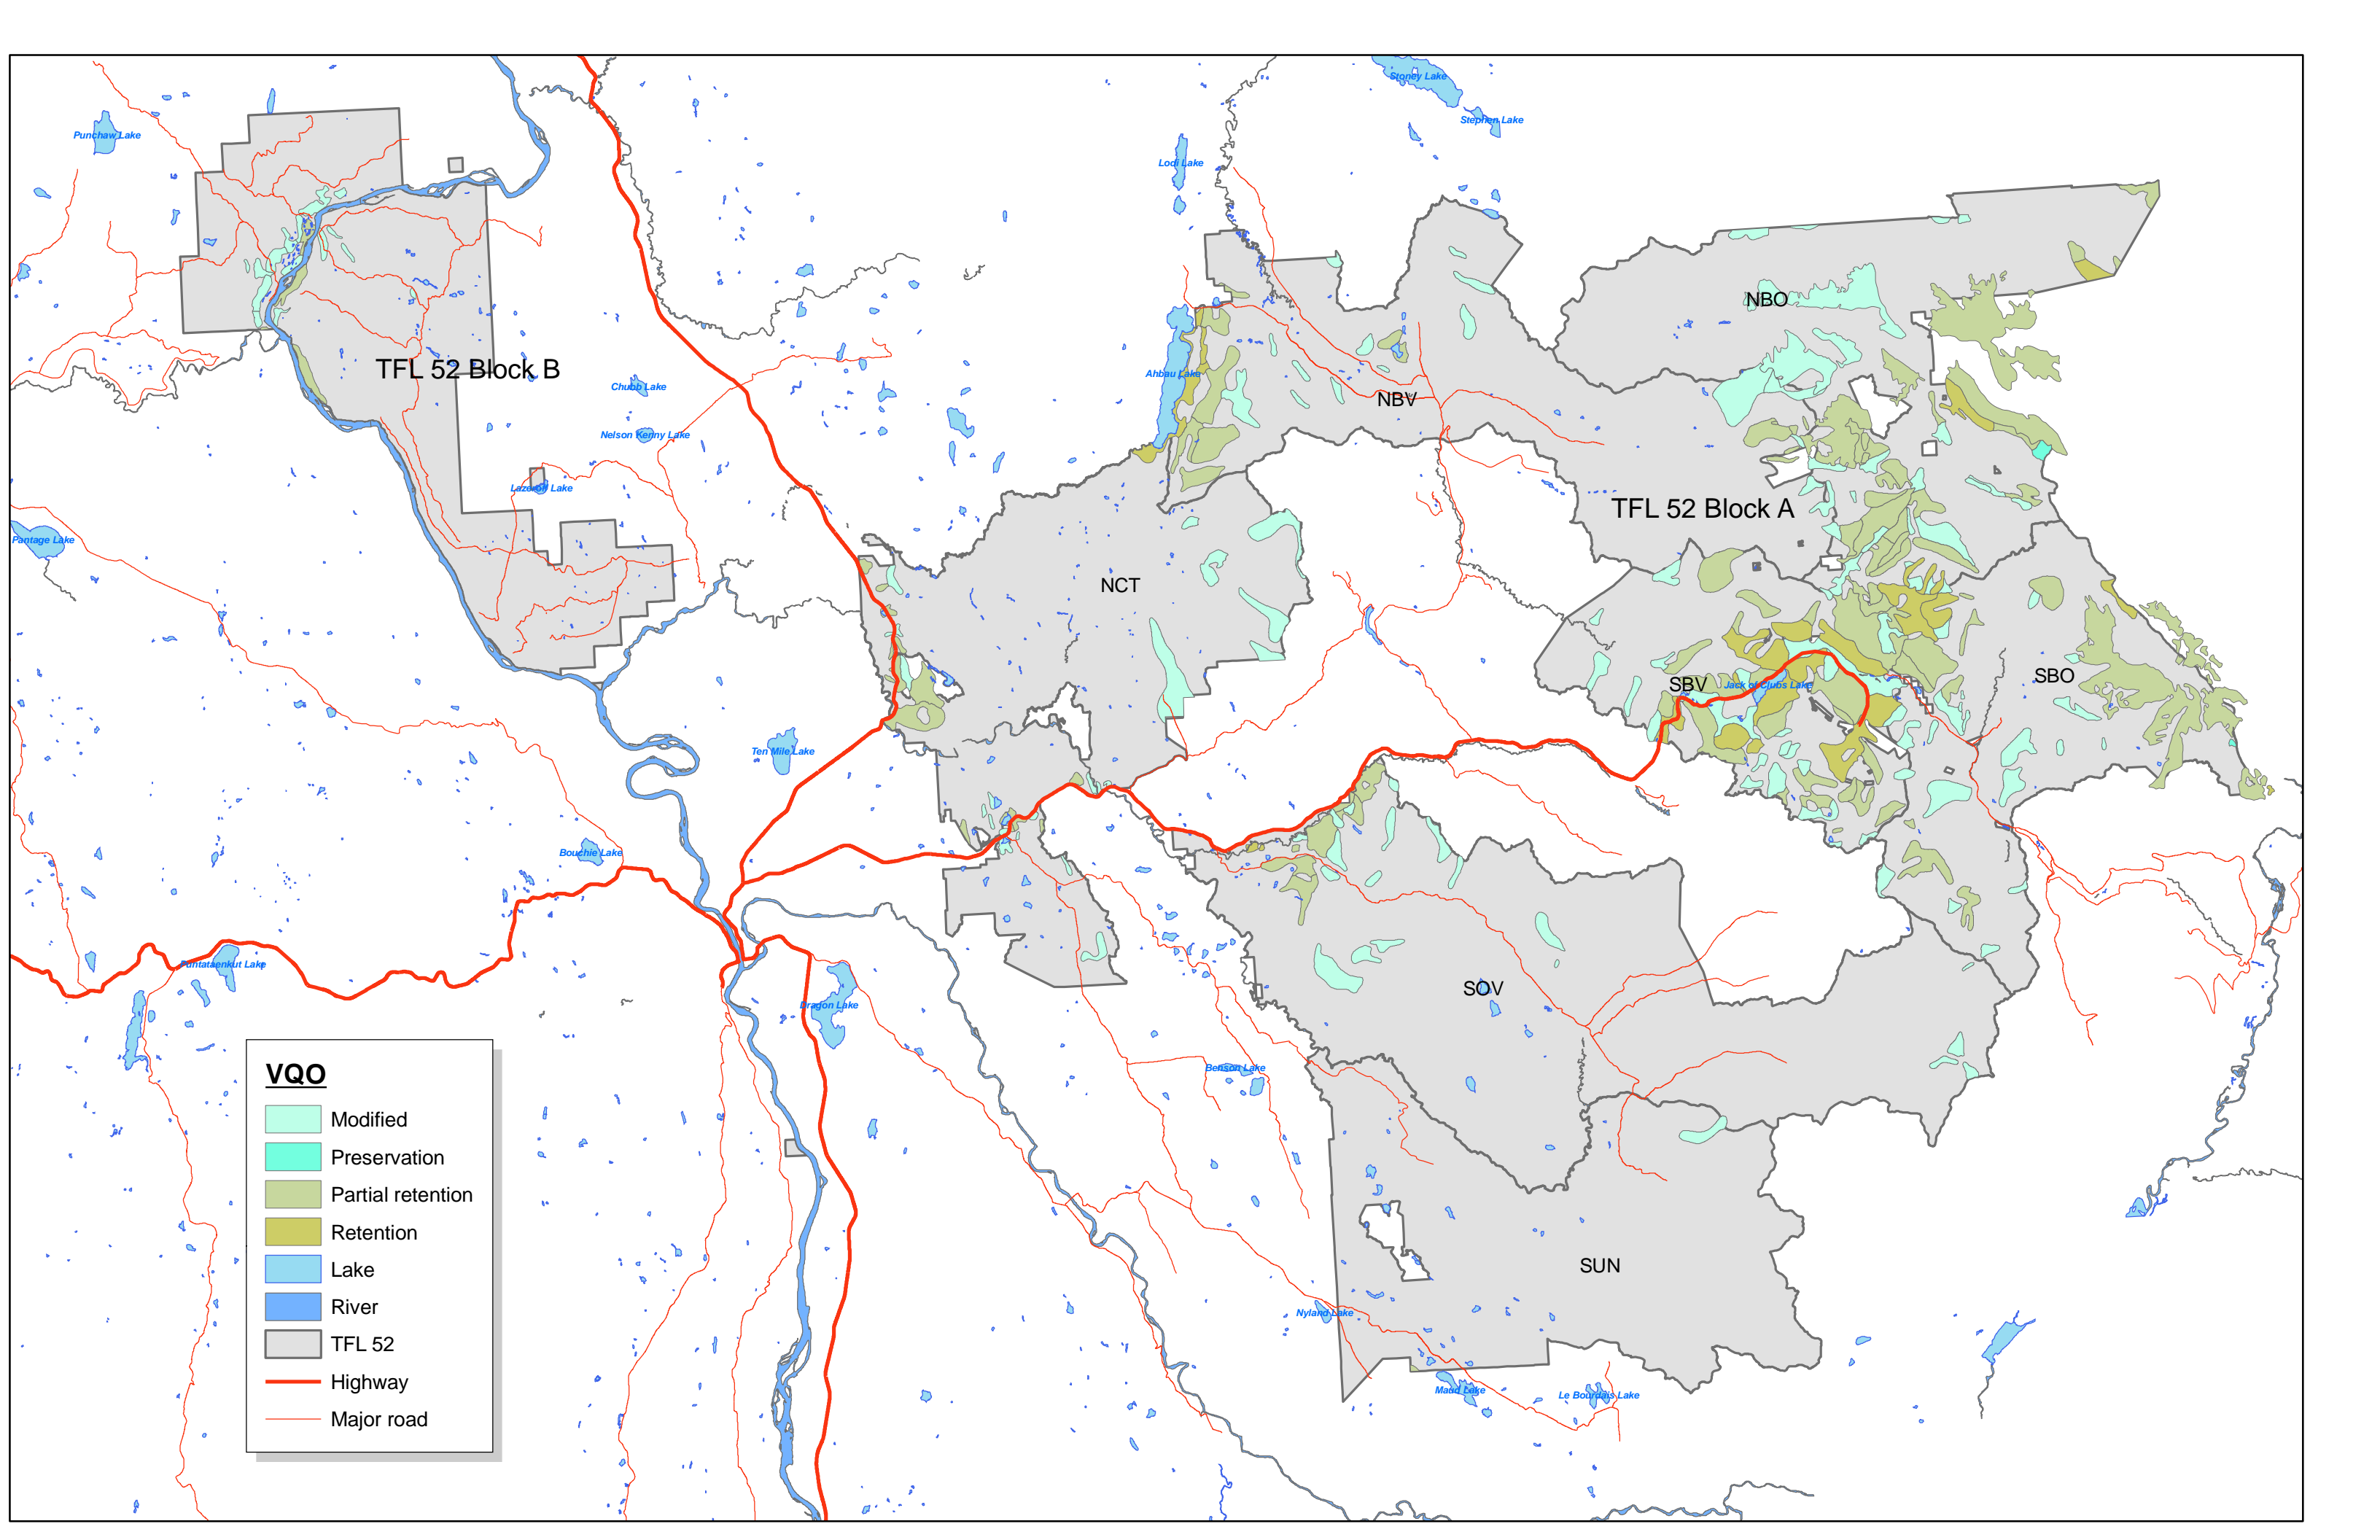 Stoney Lake
Stephen Lake
Punchaw Lake
Lodi Lake
NBO
TFL 52 Block B
Ahbau Lake
Chubb Lake
NBV
Nelson Kenny Lake
Lazeroff Lake
TFL 52 Block A
Pantage Lake
NCT
SBV
Jack of Clubs Lake
SBO
Ten Mile Lake
Bouchie Lake
Puntataenkut Lake
SOV
Dragon Lake
Benson Lake
SUN
Nyland Lake
Maud Lake
Le Bourdais Lake
VQO
Modified
Preservation
Partial retention
Retention
Lake
River
TFL 52
Highway
Major road